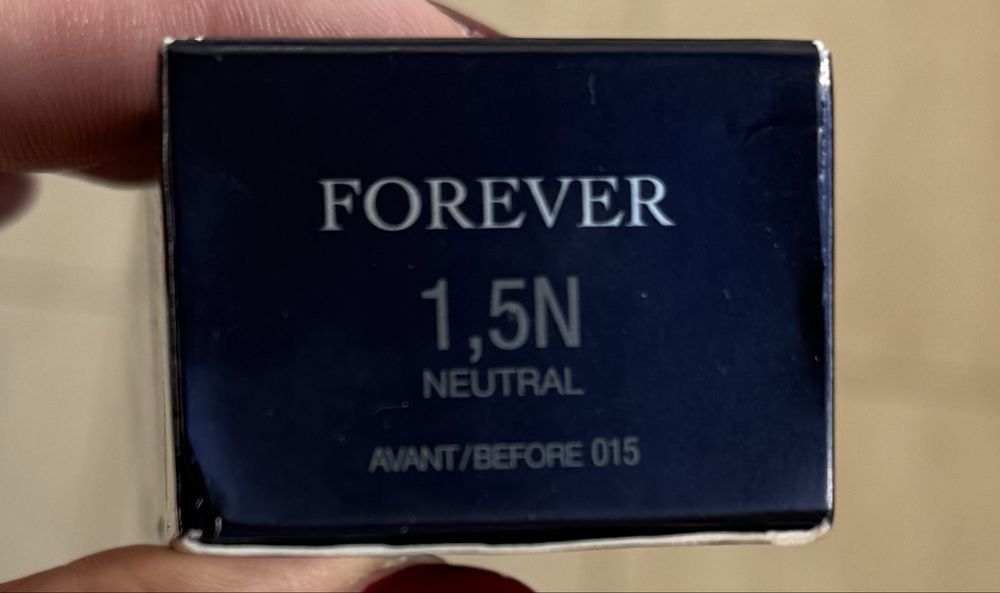 FOREVER
1,5N
NEUTRAL
AVANT/BEFORE 015